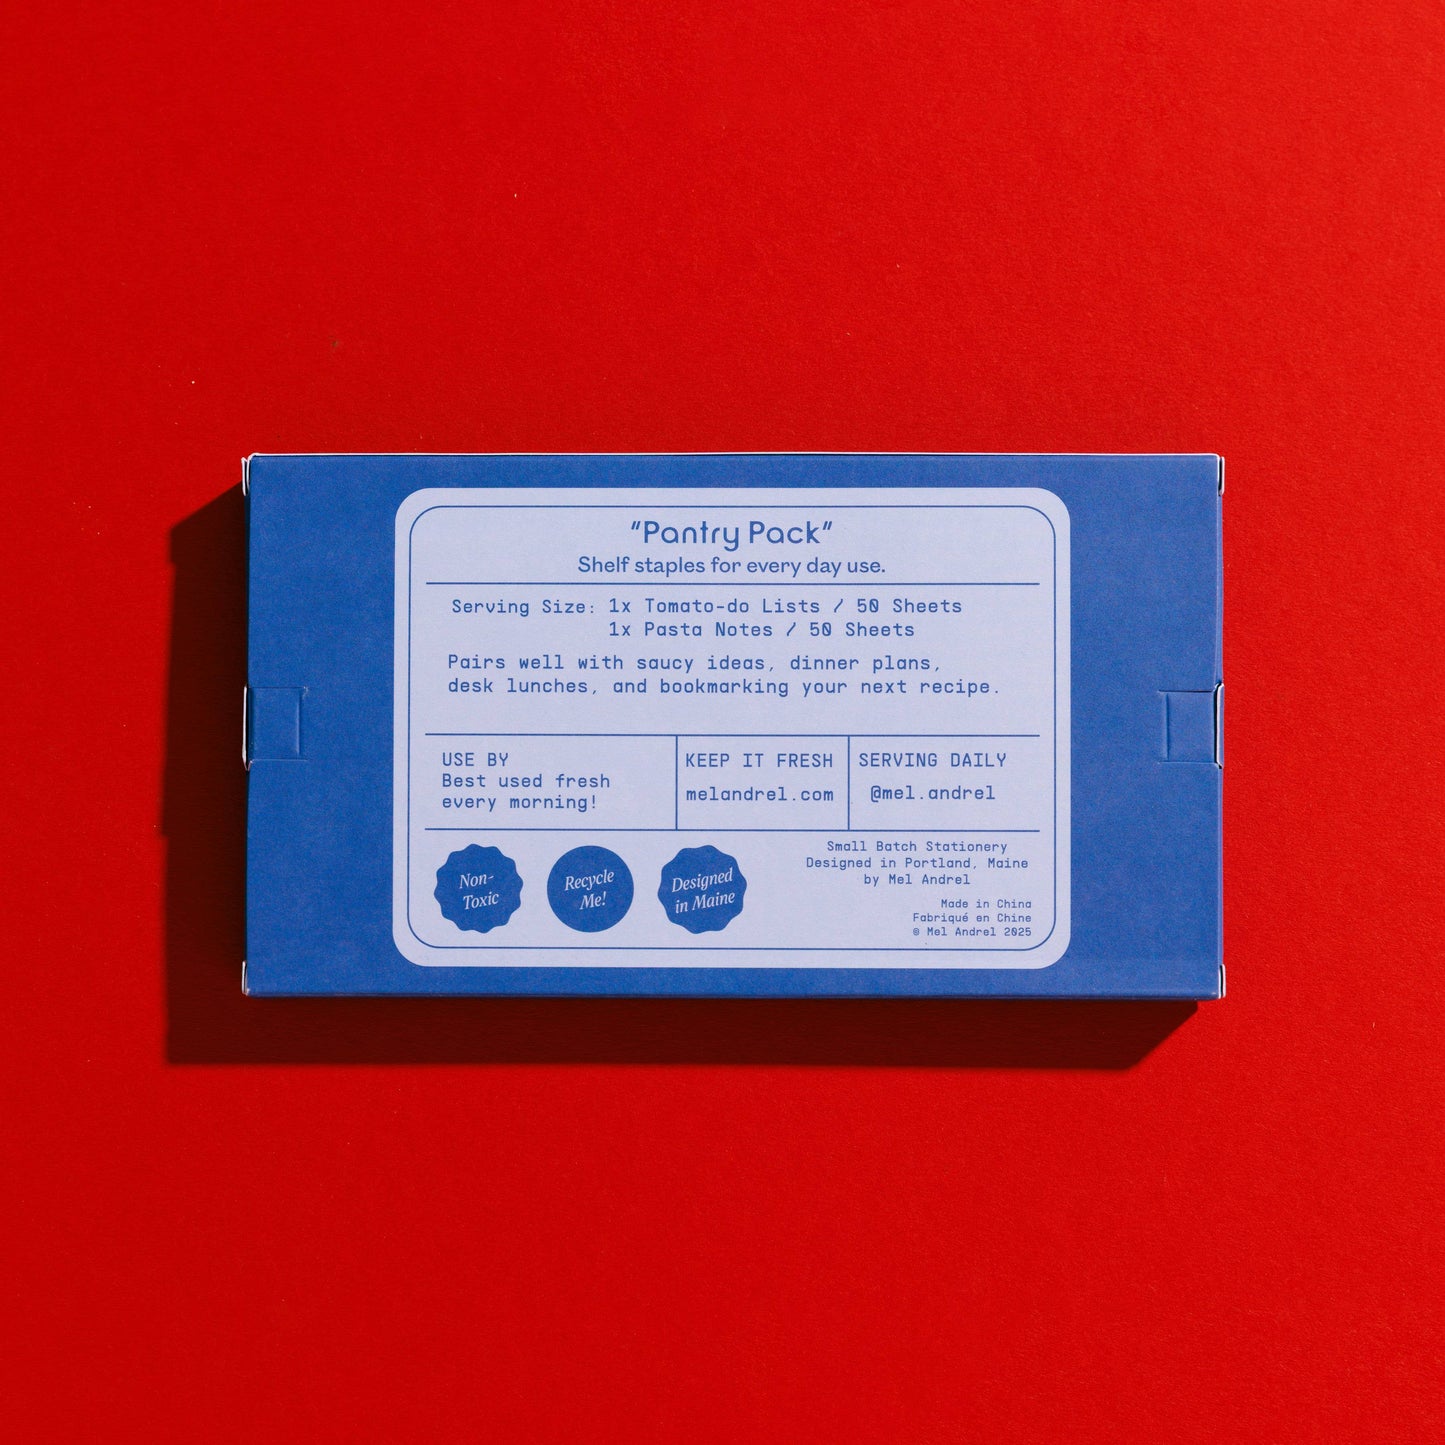 "Pantry Pack"
Shelf staples for every day use.
Serving Size: 1x Tomato-do Lists / 50 Sheets
1x Pasta Notes / 50 Sheets
Pairs well with saucy ideas, dinner plans,
desk lunches, and bookmarking your next recipe.
USE BY
Best used fresh
every morning!
KEEP IT FRESH
melandrel.com
SERVING DAILY
@mel.andrel
Non-
Toxic
Recycle
Me!
Designed
in Maine
Small Batch Stationery
Designed in Portland, Maine
by Mel Andrel
Made in China
Fabriqué en Chine
© Mel Andrel 2025